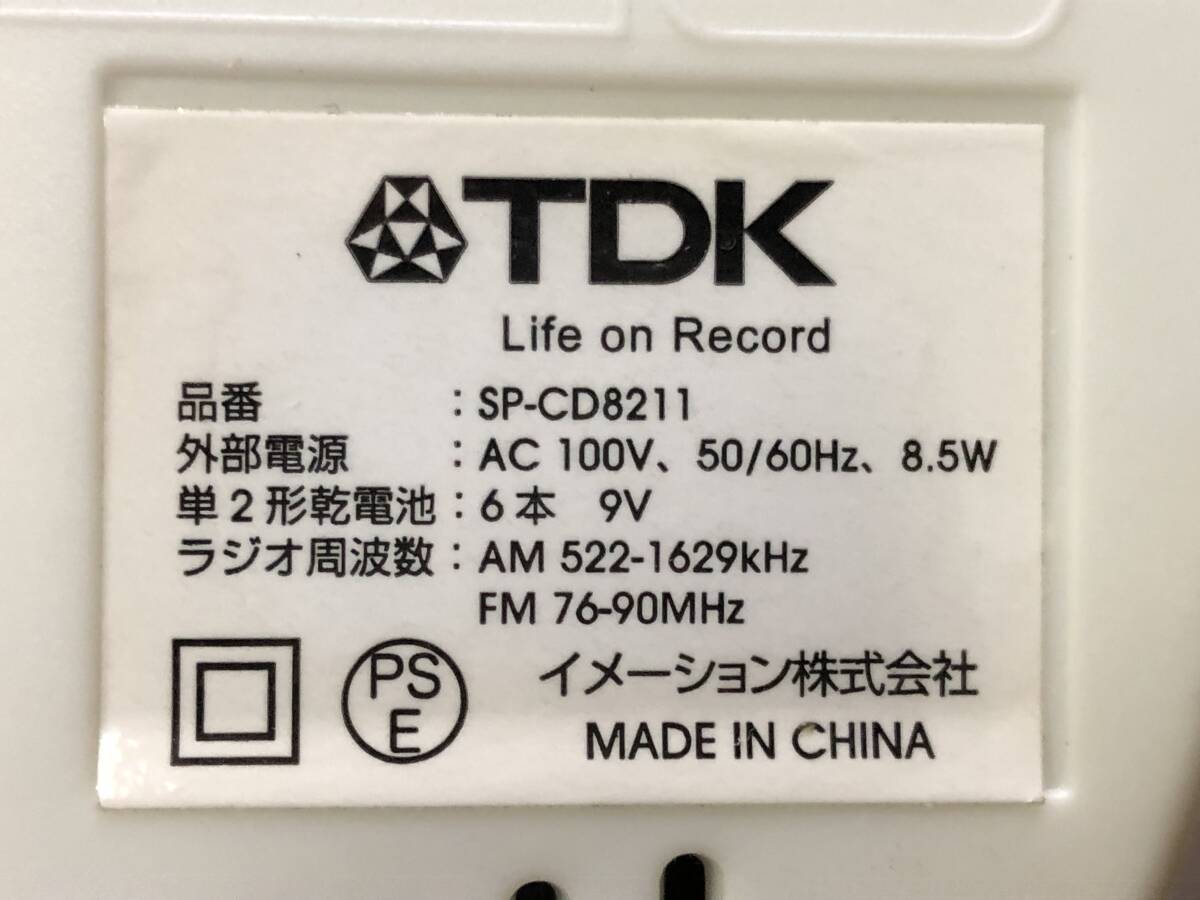 TDK
Life on Record
品番 : SP-CD8211
外部電源 : AC 100V、50/60Hz、8.5W
単2形乾電池 : 6本 9V
ラジオ周波数 : AM 522-1629kHz
FM 76-90MHz
PS
E
イメーション株式会社
MADE IN CHINA